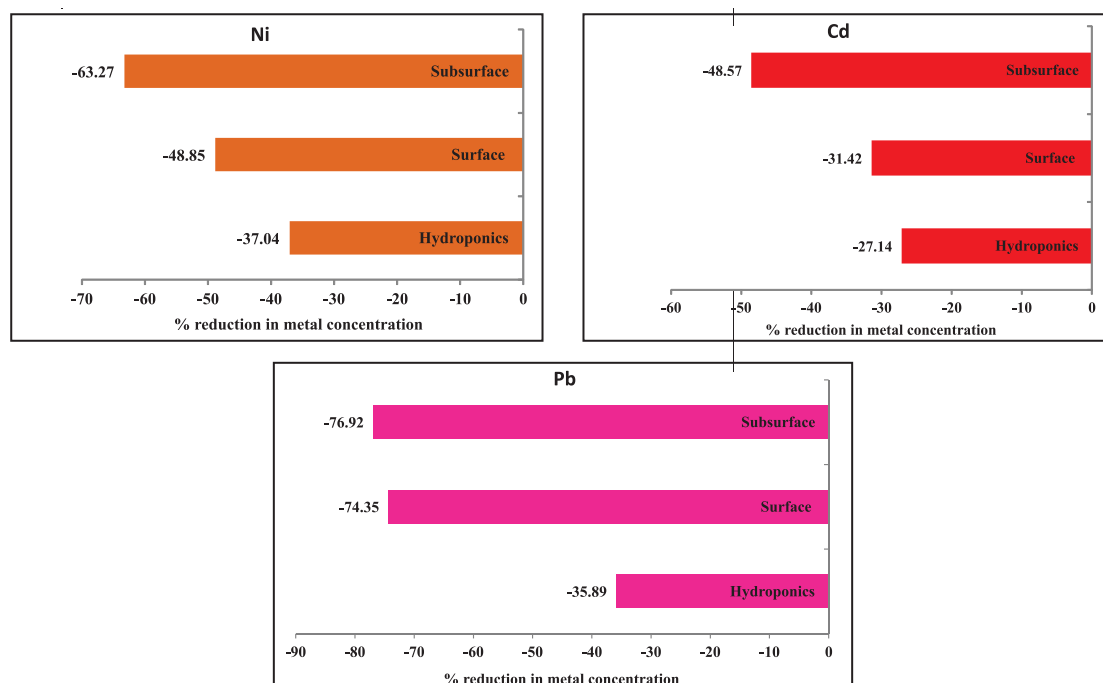 Ni
-63.27 Subsurface
-48.85 Surface
-37.04 Hydroponics
-70 -60 -50 -40 -30 -20 -10 0
% reduction in metal concentration
Cd
-48.57 Subsurface
-31.42 Surface
-27.14 Hydroponics
-60 -50 -40 -30 -20 -10 0
% reduction in metal concentration
Pb
-76.92 Subsurface
-74.35 Surface
-35.89 Hydroponics
-90 -80 -70 -60 -50 -40 -30 -20 -10 0
% reduction in metal concentration